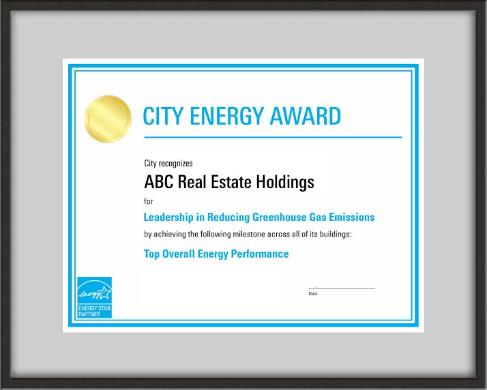 CITY ENERGY AWARD
City recognizes
ABC Real Estate Holdings
for
Leadership in Reducing Greenhouse Gas Emissions
by achieving the following milestone across all of its buildings:
Top Overall Energy Performance
Date
energy
ENERGY STAR
PARTNER